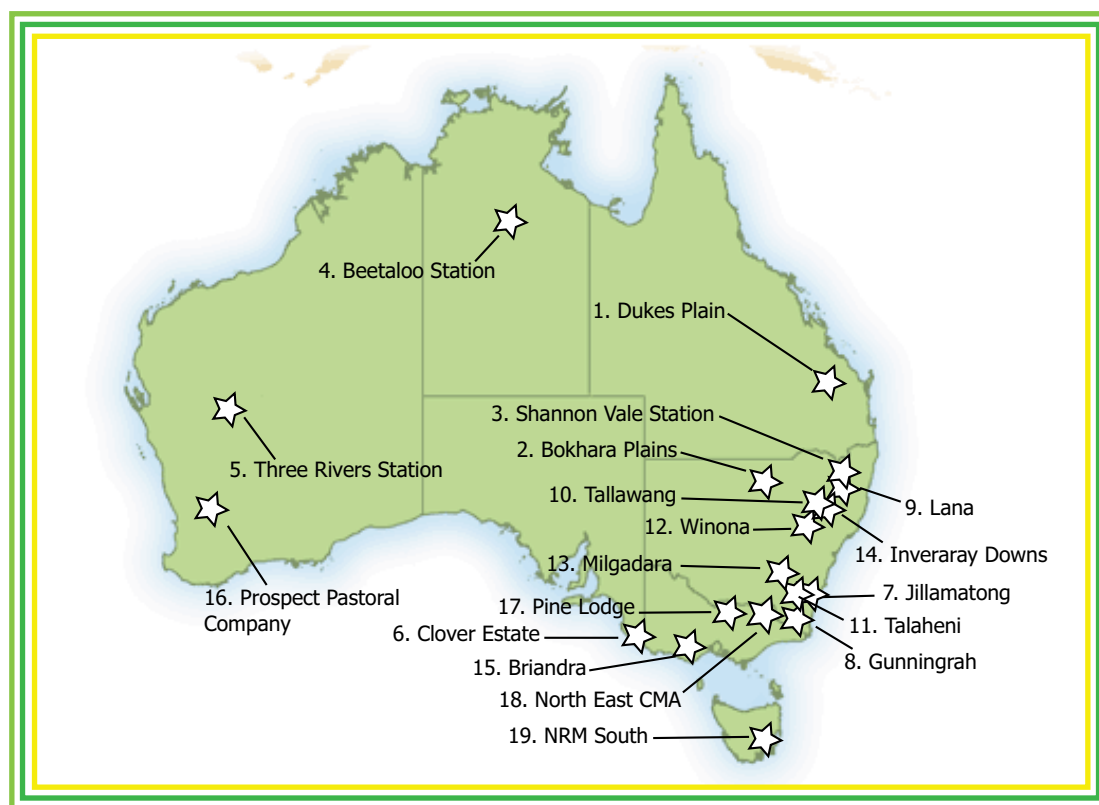 4. Beetaloo Station
1. Dukes Plain
3. Shannon Vale Station
2. Bokhara Plains
5. Three Rivers Station
10. Tallawang
9. Lana
12. Winona
14. Inveraray Downs
13. Milgadara
16. Prospect Pastoral
Company
7. Jillamatong
17. Pine Lodge
11. Talaheni
6. Clover Estate
8. Gunningrah
15. Briandra
18. North East CMA
19. NRM South